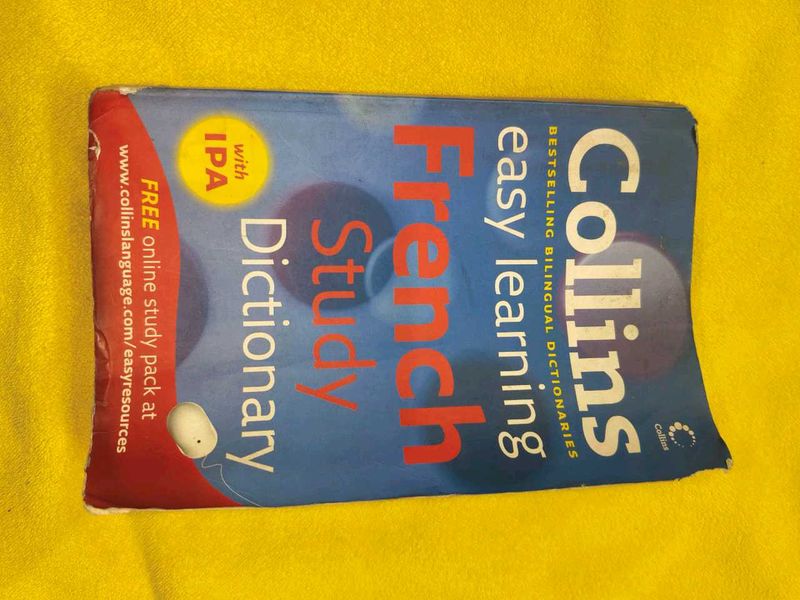 Collins
BESTSELLING BILINGUAL DICTIONARIES
easy learning
French
Study
Dictionary
with
IPA
FREE online study pack at
www.collinslanguage.com/easyresources
Collins